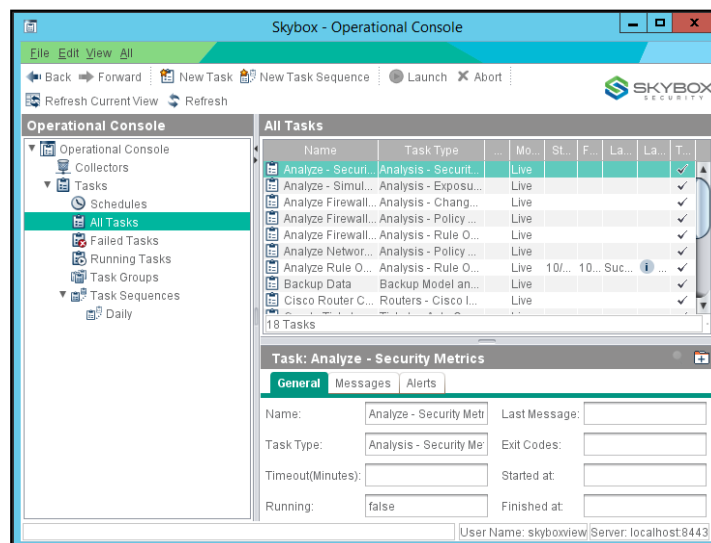 Skybox - Operational Console
File Edit View All
Back Forward New Task New Task Sequence Launch Abort
Refresh Current View Refresh
SKYBOX
SECURITY
Operational Console
Operational Console
Collectors
Tasks
Schedules
All Tasks
Failed Tasks
Running Tasks
Task Groups
Task Sequences
Daily
All Tasks
Name Task Type ... Mo... St... F... La... La... T...
Analyze - Securi... Analysis - Securit... Live
Analyze - Simul... Analysis - Exposu... Live
Analyze Firewall... Analysis - Chang... Live
Analyze Firewall... Analysis - Policy ... Live
Analyze Firewall... Analysis - Rule O... Live
Analyze Networ... Analysis - Policy ... Live
Analyze Rule O... Analysis - Rule O... Live 10/... 10... Suc... ...
Backup Data Backup Model an... Live
Cisco Router C... Routers - Cisco I... Live
18 Tasks
Task: Analyze - Security Metrics
General Messages Alerts
Name: Analyze - Security Metr Last Message:
Task Type: Analysis - Security Me Exit Codes:
Timeout(Minutes): Started at:
Running: false Finished at:
User Name: skyboxview Server: localhost:8443